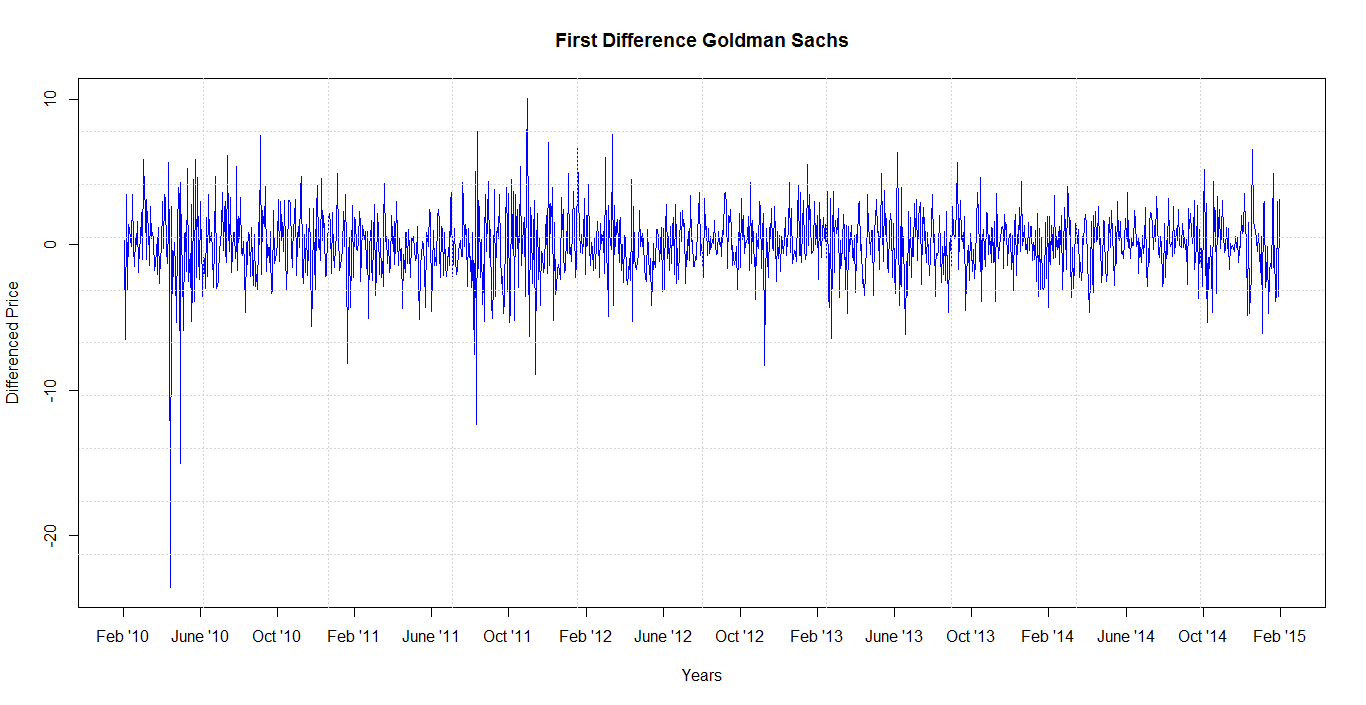 First Difference Goldman Sachs
Differenced Price
10
0
-10
-20
Feb '10 June '10 Oct '10 Feb '11 June '11 Oct '11 Feb '12 June '12 Oct '12 Feb '13 June '13 Oct '13 Feb '14 June '14 Oct '14 Feb '15
Years